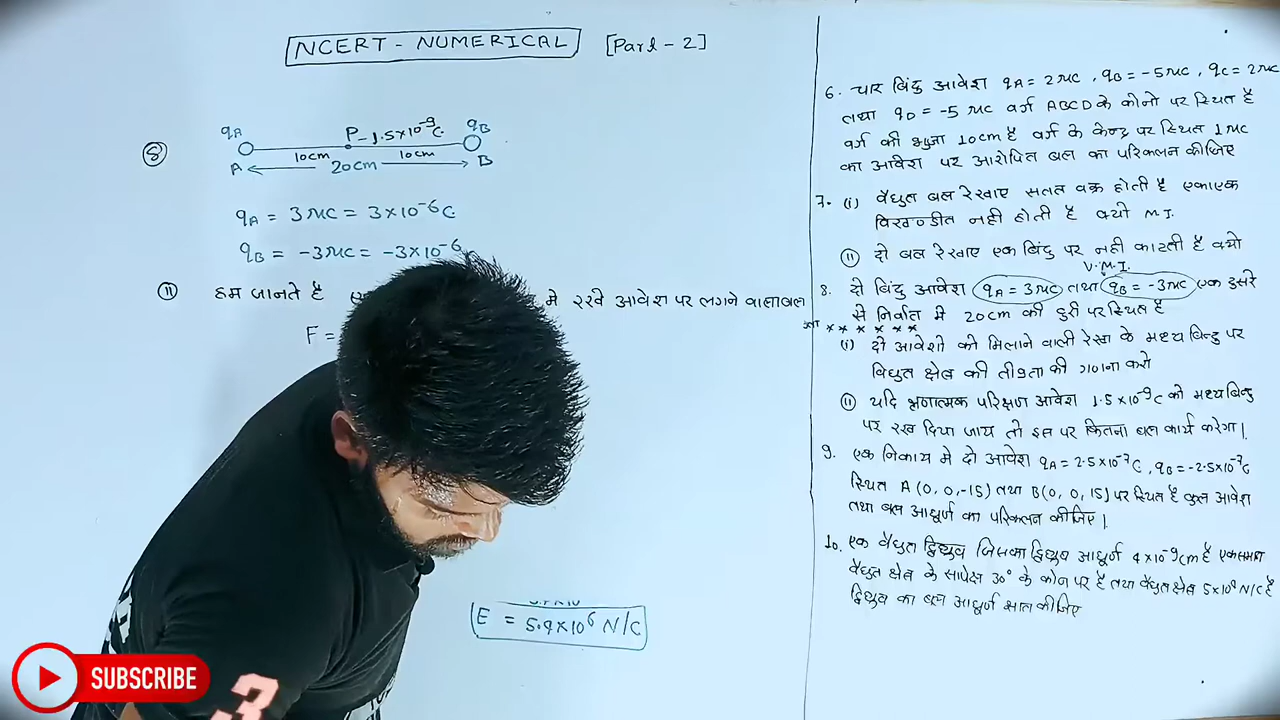 NCERT - NUMERICAL [Part - 2]
8
qA P -1.5×10⁻⁹C qB
10cm 10cm
A 20cm B
qA = 3μC = 3×10⁻⁶C
qB = -3μC = -3×10⁻⁶
(ii) हम जानते है मे रखे आवेश पर लगने वाला बल
F =
E = 5.4×10⁶ N/C
6. चार बिंदु आवेश qA = 2μC, qB = -5μC, qC = 2μC
तथा qD = -5μC वर्ग ABCD के कोनो पर स्थित है
वर्ग की भुजा 10cm है वर्ग के केन्द्र पर स्थित 1μC
का आवेश पर आरोपित बल का परिकलन कीजिए
7. (i) वैधुत बल रेखाए सतत वक्र होती है एकाएक
विखण्डीत नही होती है क्यो M.I.
(ii) दो बल रेखाए एक बिंदु पर नही काटती है क्यो
V.M.I.
8. दो बिंदु आवेश qA = 3μC तथा qB = -3μC एक दुसरे
से निर्वात मे 20cm की दुरी पर स्थित है
(i) दो आवेशो को मिलाने वाली रेखा के मध्य बिन्दु पर
विधुत क्षेत्र की तीव्रता की गणना करो
(ii) यदि ऋणात्मक परिक्षण आवेश 1.5×10⁻⁹C को मध्य बिन्दु
पर रख दिया जाय तो इस पर कितना बल कार्य करेगा।
9. एक निकाय मे दो आवेश qA = 2.5×10⁻⁷C, qB = -2.5×10⁻⁷C
स्थित A (0, 0, -15) तथा B (0, 0, 15) पर स्थित है कुल आवेश
तथा बल आधूर्ण का परिकलन कीजिए।
10. एक वैधुत द्विध्रुव जिसका द्विध्रुव आधूर्ण 4×10⁻⁹cm है एकसमान
वैधुत क्षेत्र के सापेक्ष 30° के कोन पर है तथा वैधुत क्षेत्र 5×10⁴ N/C है
द्विध्रुव का बल आधूर्ण ज्ञात कीजिए
SUBSCRIBE
3